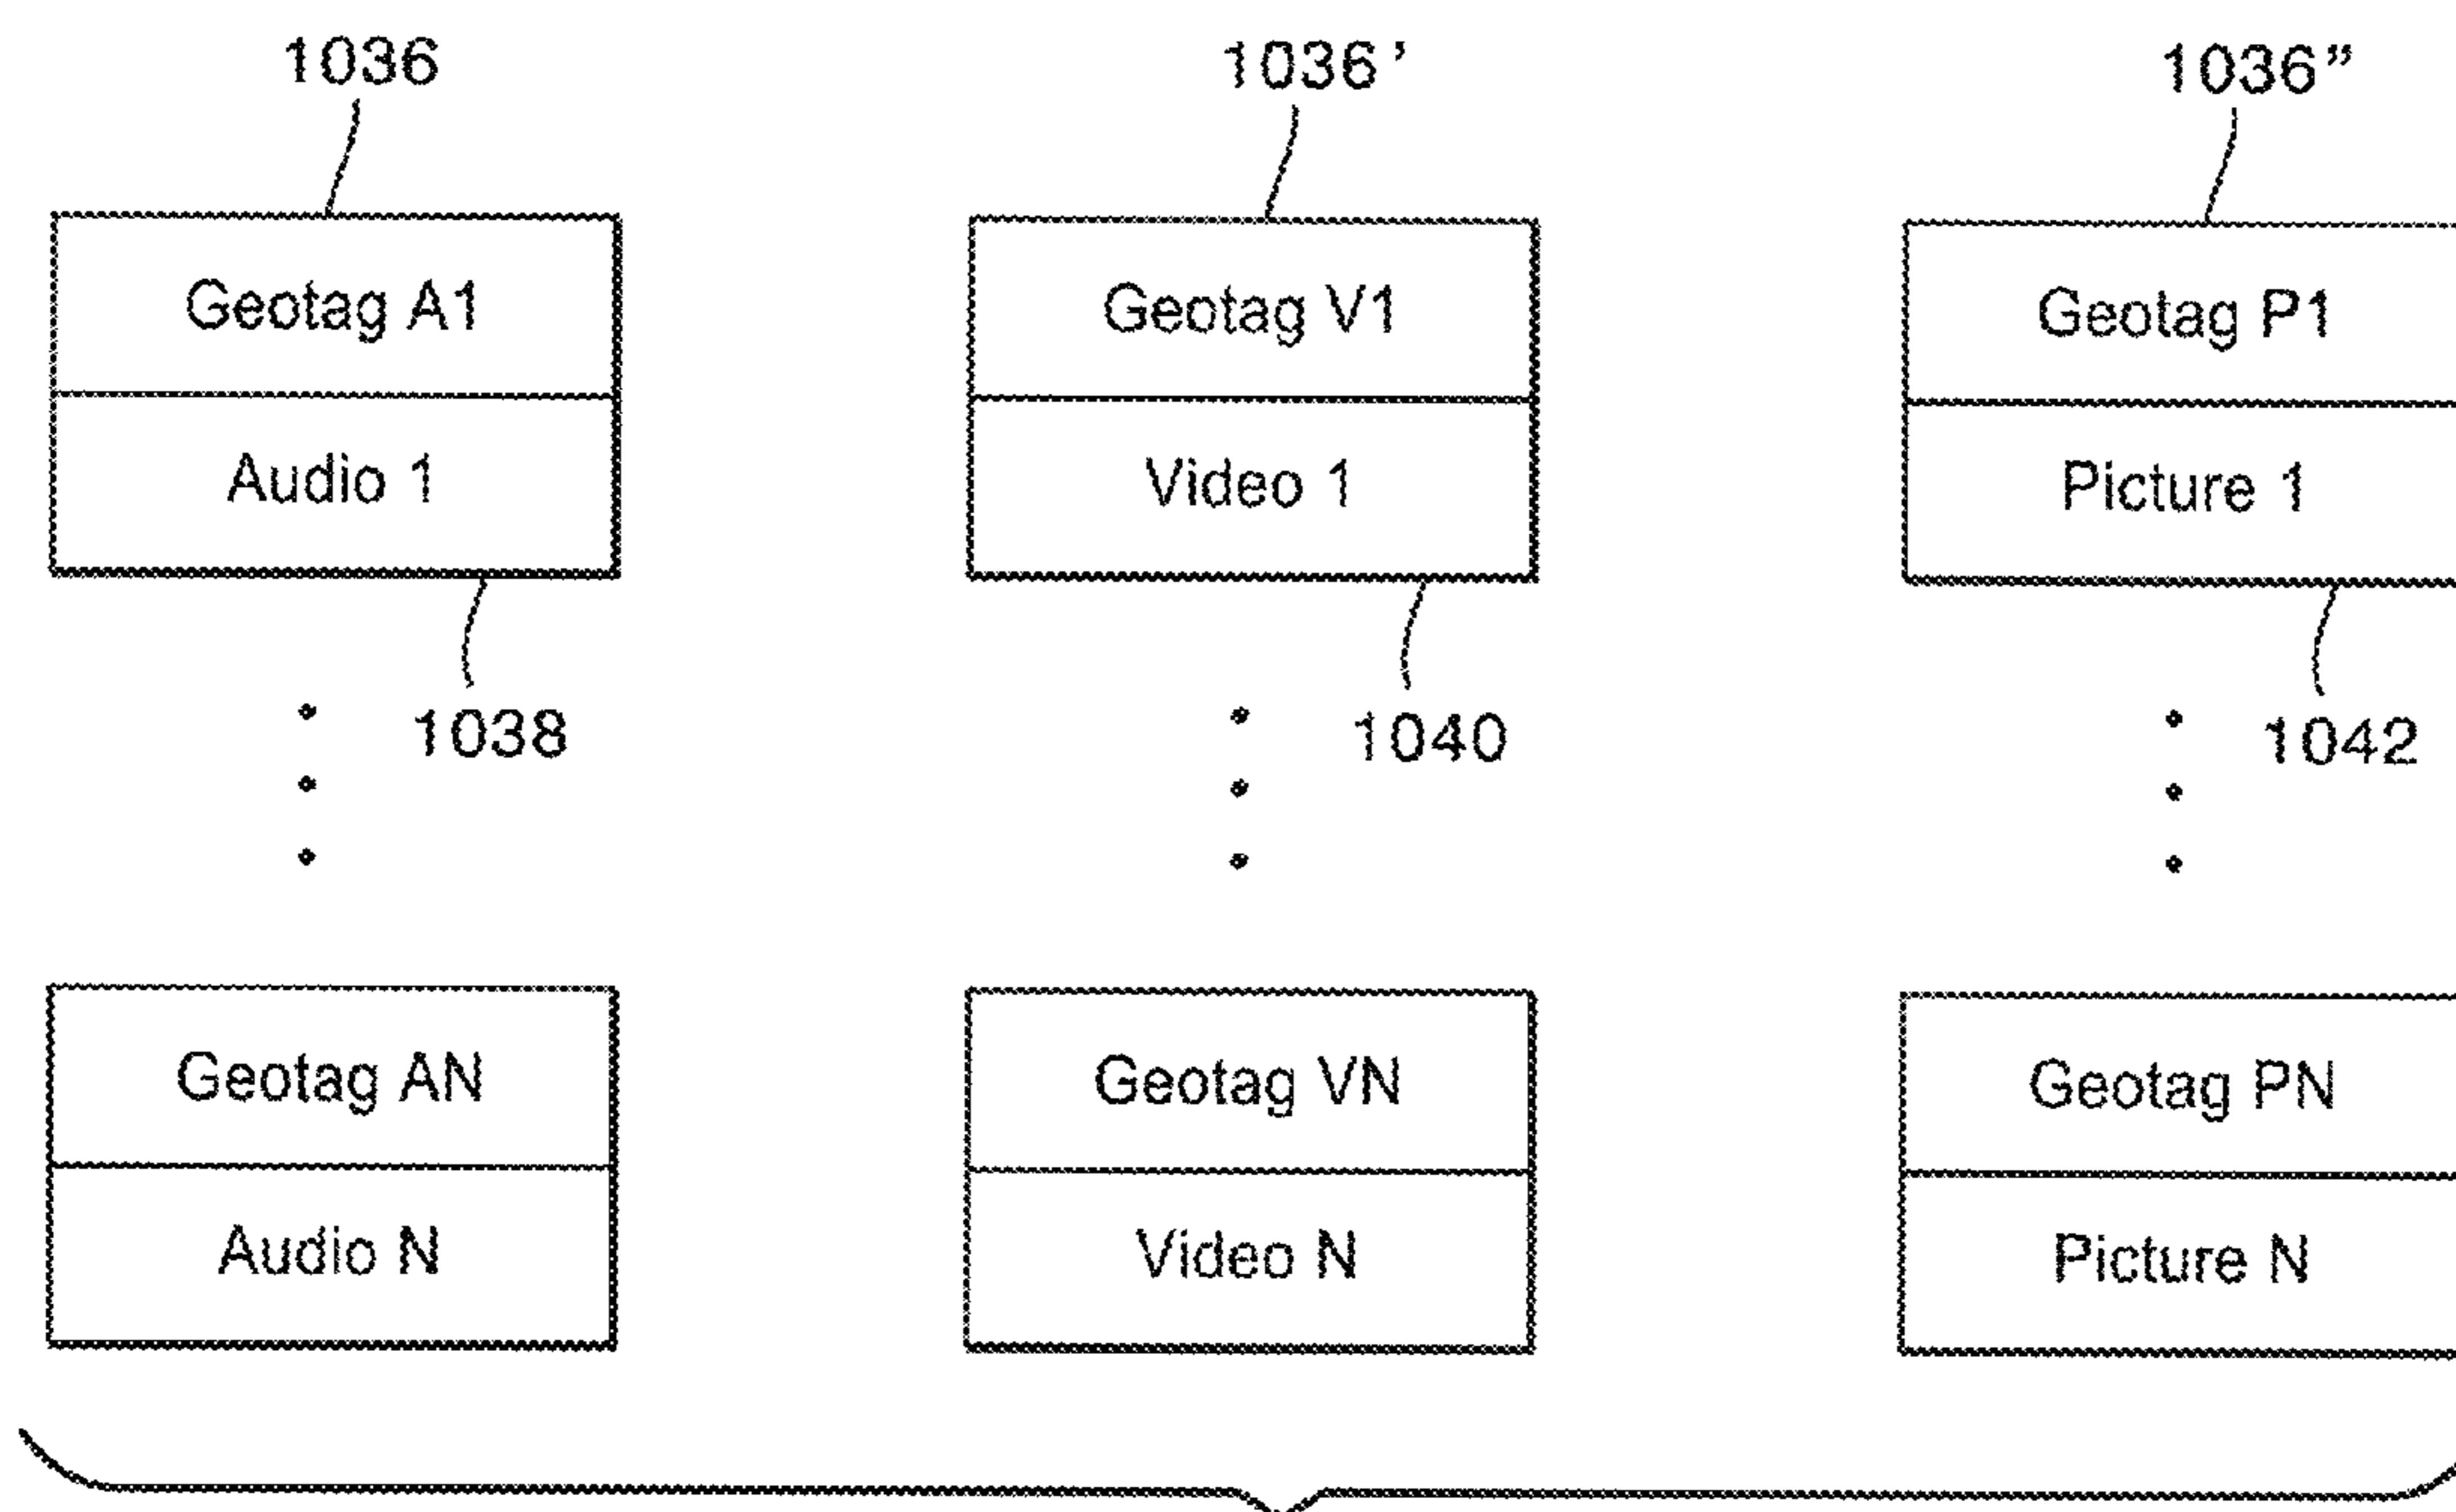 1036 1036' 1036”
Geotag A1 Geotag V1 Geotag P1
Audio 1 Video 1 Picture 1
1038 1040 1042
Geotag AN Geotag VN Geotag PN
Audio N Video N Picture N